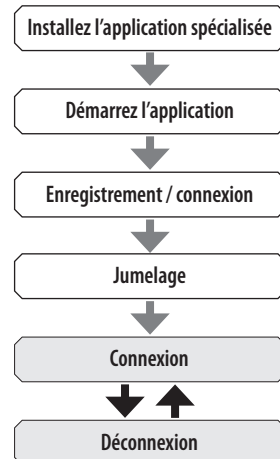 Installez l'application spécialisée
Démarrez l'application
Enregistrement / connexion
Jumelage
Connexion
Déconnexion